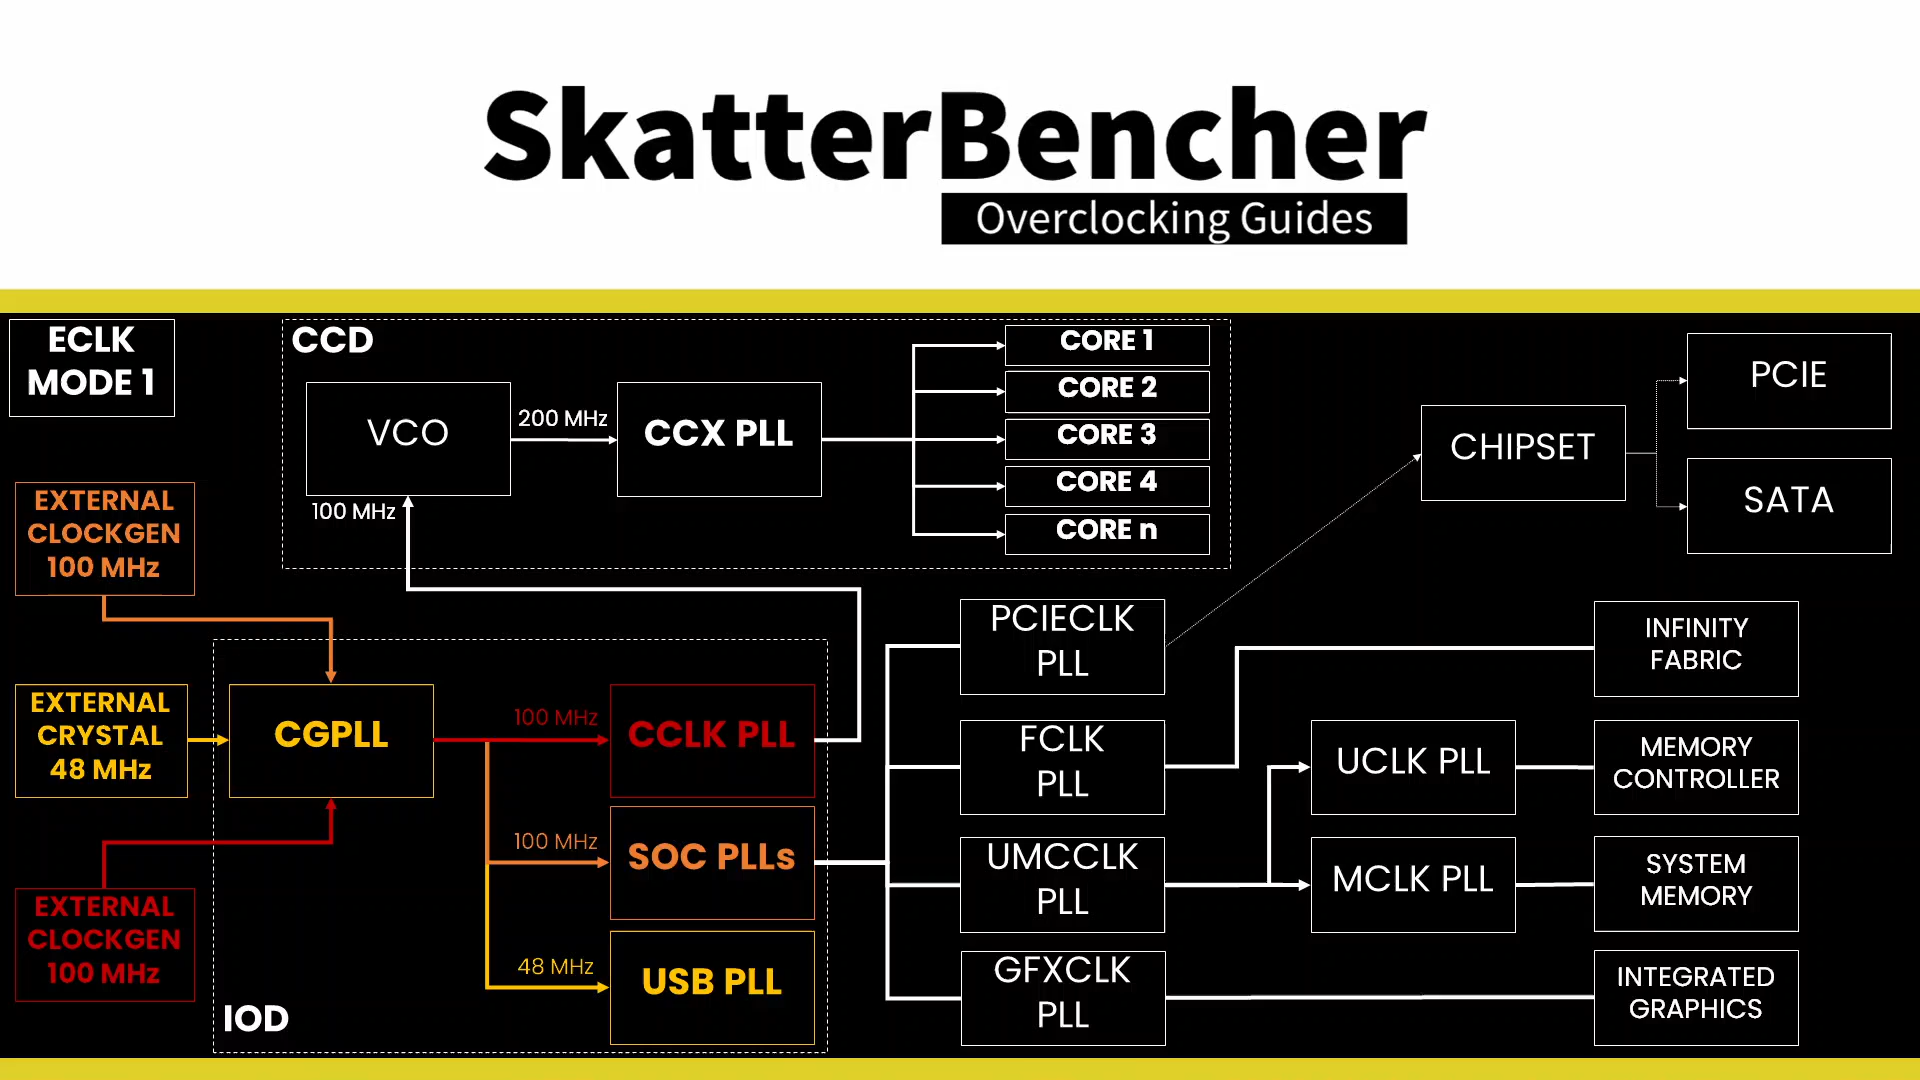 SkatterBencher
Overclocking Guides
ECLK
MODE 1
CCD
VCO
100 MHz
200 MHz
CCX PLL
CORE 1
CORE 2
CORE 3
CORE 4
CORE n
CHIPSET
PCIE
SATA
EXTERNAL
CLOCKGEN
100 MHz
EXTERNAL
CRYSTAL
48 MHz
EXTERNAL
CLOCKGEN
100 MHz
IOD
CGPLL
100 MHz
CCLK PLL
100 MHz
SOC PLLs
48 MHz
USB PLL
PCIECLK
PLL
FCLK
PLL
UMCCLK
PLL
GFXCLK
PLL
UCLK PLL
MCLK PLL
INFINITY
FABRIC
MEMORY
CONTROLLER
SYSTEM
MEMORY
INTEGRATED
GRAPHICS